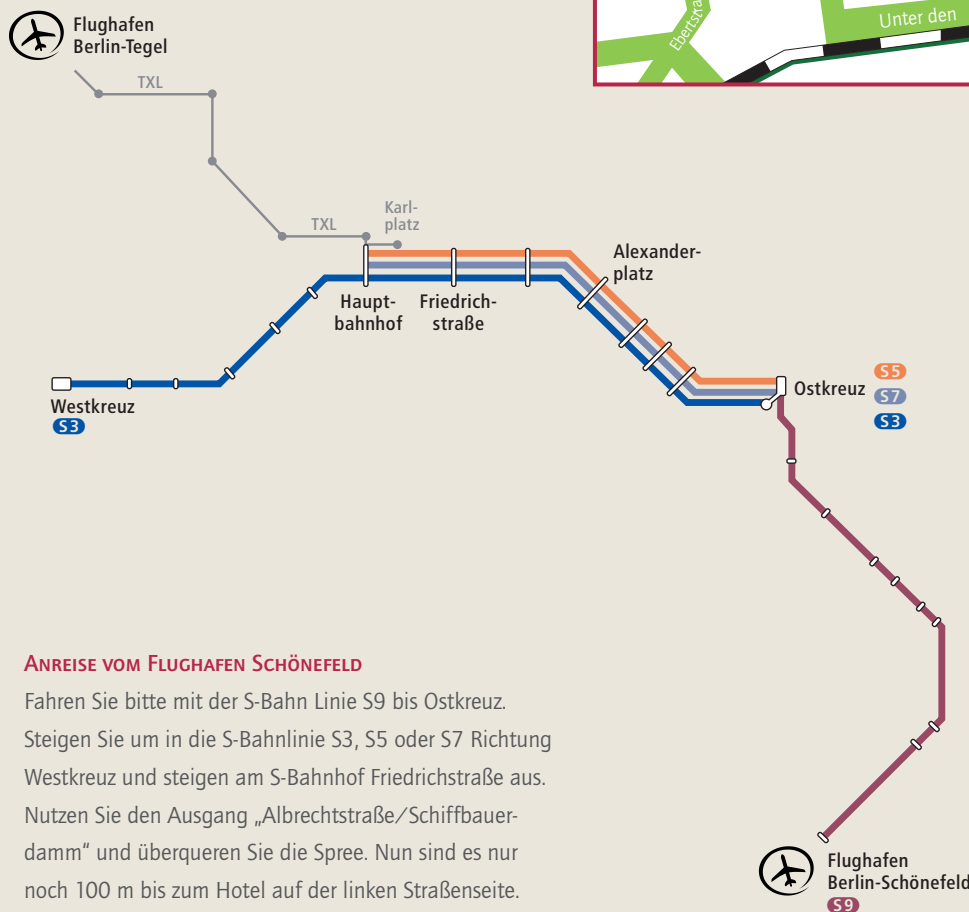 Flughafen
Berlin-Tegel
Ebertstra
Unter den
TXL
TXL
Karl-
platz
Alexander-
platz
Haupt-
bahnhof
Friedrich-
straße
Westkreuz
S3
Ostkreuz
S5
S7
S3
ANREISE VOM FLUGHAFEN SCHÖNEFELD
Fahren Sie bitte mit der S-Bahn Linie S9 bis Ostkreuz.
Steigen Sie um in die S-Bahnlinie S3, S5 oder S7 Richtung
Westkreuz und steigen am S-Bahnhof Friedrichstraße aus.
Nutzen Sie den Ausgang „Albrechtstraße/Schiffbauer-
damm“ und überqueren Sie die Spree. Nun sind es nur
noch 100 m bis zum Hotel auf der linken Straßenseite.
Flughafen
Berlin-Schönefeld
S9